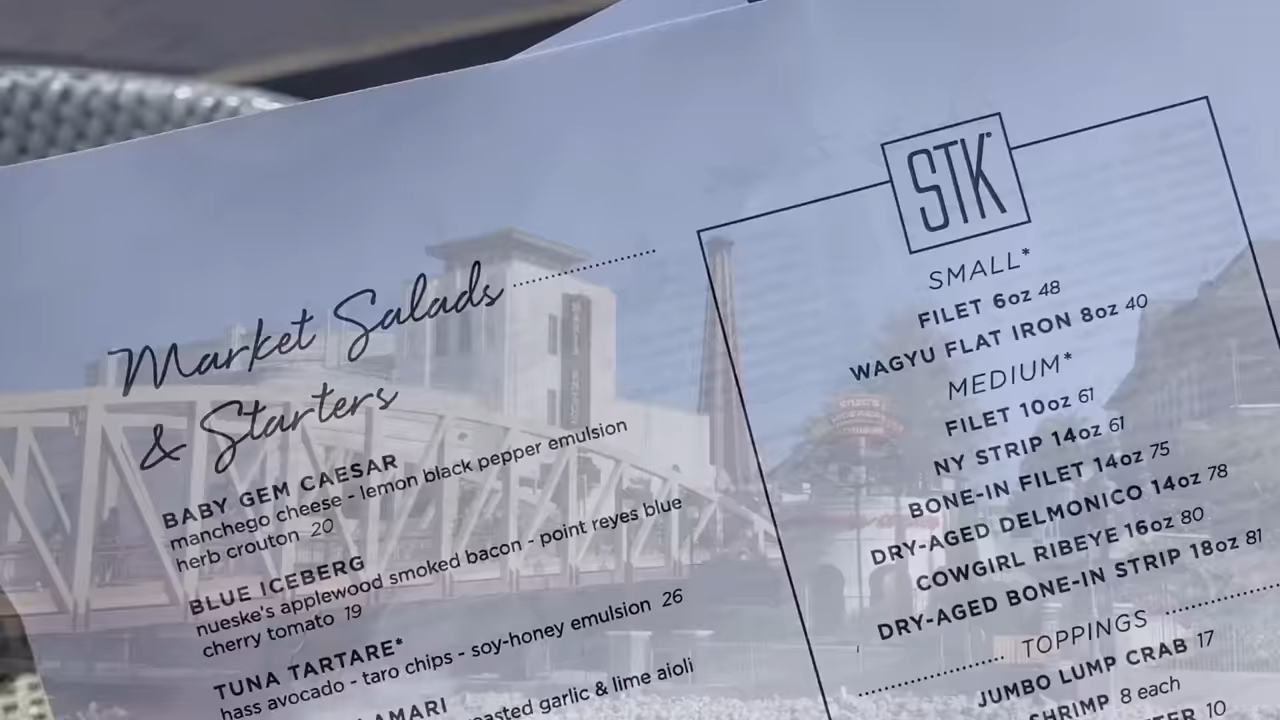 Market Salads
& Starters
BABY GEM CAESAR
manchego cheese - lemon black pepper emulsion
herb crouton 20
BLUE ICEBERG
nueske's applewood smoked bacon - point reyes blue
cherry tomato 19
TUNA TARTARE*
hass avocado - taro chips - soy-honey emulsion 26
garlic & lime aioli
STK
SMALL*
FILET 6oz 48
WAGYU FLAT IRON 8oz 40
MEDIUM*
FILET 10oz 61
NY STRIP 14oz 61
BONE-IN FILET 14oz 75
DRY-AGED DELMONICO 14oz 78
COWGIRL RIBEYE 16oz 80
DRY-AGED BONE-IN STRIP 18oz 81
TOPPINGS
JUMBO LUMP CRAB 17
SHRIMP 8 each
10